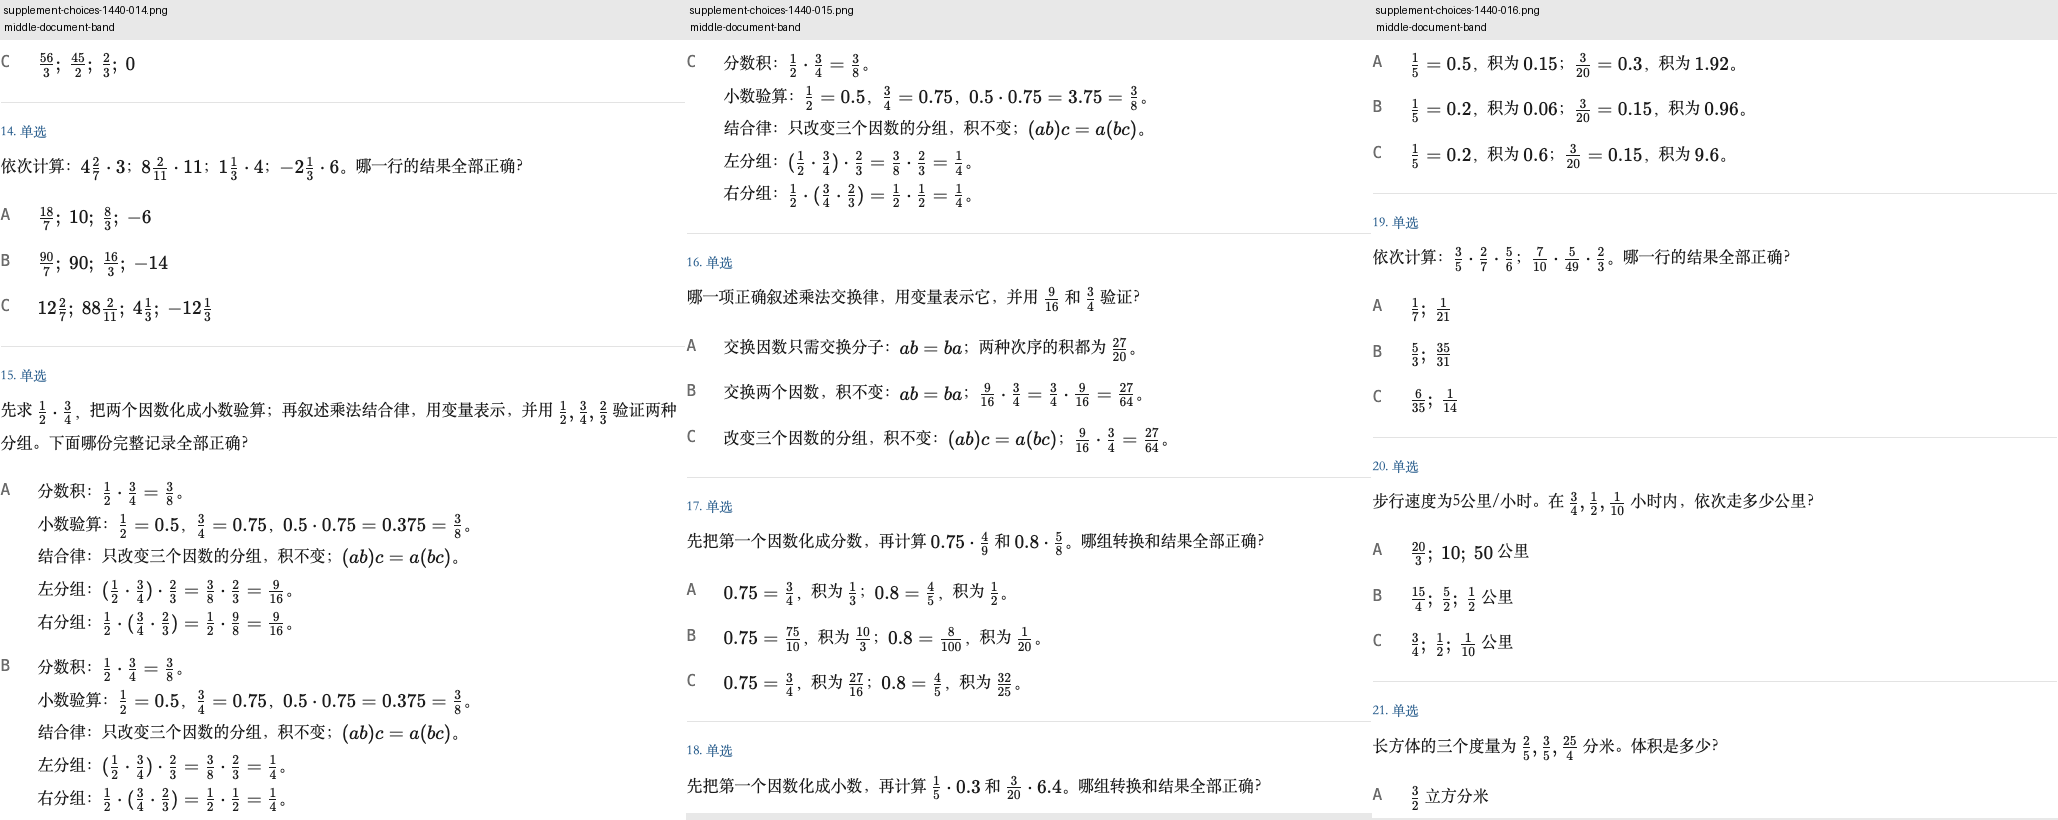 supplement-choices-1440-014.png
middle-document-band
C 56/3; 45/2; 2/3; 0
14. 单选
依次计算：4 2/7 · 3；8 2/11 · 11；1 1/3 · 4；−2 1/3 · 6。哪一行的结果全部正确？
A 18/7; 10; 8/3; −6
B 90/7; 90; 16/3; −14
C 12 2/7; 88 2/11; 4 1/3; −12 1/3
15. 单选
先求 1/2 · 3/4，把两个因数化成小数验算；再叙述乘法结合律，用变量表示，并用 1/2, 3/4, 2/3 验证两种
分组。下面哪份完整记录全部正确？
A 分数积：1/2 · 3/4 = 3/8。
小数验算：1/2 = 0.5，3/4 = 0.75，0.5 · 0.75 = 0.375 = 3/8。
结合律：只改变三个因数的分组，积不变；(ab)c = a(bc)。
左分组：(1/2 · 3/4) · 2/3 = 3/8 · 2/3 = 9/16。
右分组：1/2 · (3/4 · 2/3) = 1/2 · 9/8 = 9/16。
B 分数积：1/2 · 3/4 = 3/8。
小数验算：1/2 = 0.5，3/4 = 0.75，0.5 · 0.75 = 0.375 = 3/8。
结合律：只改变三个因数的分组，积不变；(ab)c = a(bc)。
左分组：(1/2 · 3/4) · 2/3 = 3/8 · 2/3 = 1/4。
右分组：1/2 · (3/4 · 2/3) = 1/2 · 1/2 = 1/4。
supplement-choices-1440-015.png
middle-document-band
C 分数积：1/2 · 3/4 = 3/8。
小数验算：1/2 = 0.5，3/4 = 0.75，0.5 · 0.75 = 3.75 = 3/8。
结合律：只改变三个因数的分组，积不变；(ab)c = a(bc)。
左分组：(1/2 · 3/4) · 2/3 = 3/8 · 2/3 = 1/4。
右分组：1/2 · (3/4 · 2/3) = 1/2 · 1/2 = 1/4。
16. 单选
哪一项正确叙述乘法交换律，用变量表示它，并用 9/16 和 3/4 验证？
A 交换因数只需交换分子：ab = ba；两种次序的积都为 27/20。
B 交换两个因数，积不变：ab = ba；9/16 · 3/4 = 3/4 · 9/16 = 27/64。
C 改变三个因数的分组，积不变：(ab)c = a(bc)；9/16 · 3/4 = 27/64。
17. 单选
先把第一个因数化成分数，再计算 0.75 · 4/9 和 0.8 · 5/8。哪组转换和结果全部正确？
A 0.75 = 3/4，积为 1/3；0.8 = 4/5，积为 1/2。
B 0.75 = 75/10，积为 10/3；0.8 = 8/100，积为 1/20。
C 0.75 = 3/4，积为 27/16；0.8 = 4/5，积为 32/25。
18. 单选
先把第一个因数化成小数，再计算 1/5 · 0.3 和 3/20 · 6.4。哪组转换和结果全部正确？
supplement-choices-1440-016.png
middle-document-band
A 1/5 = 0.5，积为 0.15；3/20 = 0.3，积为 1.92。
B 1/5 = 0.2，积为 0.06；3/20 = 0.15，积为 0.96。
C 1/5 = 0.2，积为 0.6；3/20 = 0.15，积为 9.6。
19. 单选
依次计算：3/5 · 2/7 · 5/6；7/10 · 5/49 · 2/3。哪一行的结果全部正确？
A 1/7; 1/21
B 5/3; 35/31
C 6/35; 1/14
20. 单选
步行速度为5公里/小时。在 3/4, 1/2, 1/10 小时内，依次走多少公里？
A 20/3; 10; 50 公里
B 15/4; 5/2; 1/2 公里
C 3/4; 1/2; 1/10 公里
21. 单选
长方体的三个度量为 2/5, 3/5, 25/4 分米。体积是多少？
A 3/2 立方分米